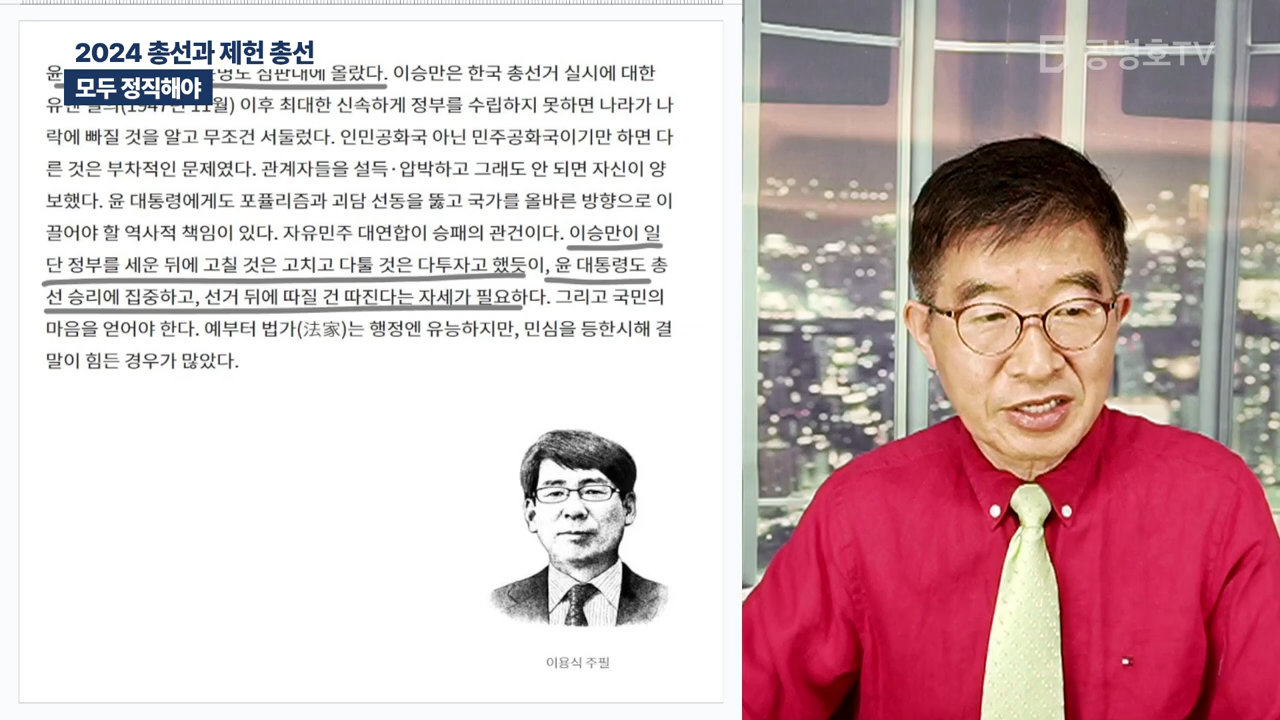 2024 총선과 제헌 총선
모두 정직해야
공병호TV
심판대에 올랐다. 이승만은 한국 총선거 실시에 대한
이후 최대한 신속하게 정부를 수립하지 못하면 나라가 나
락에 빠질 것을 알고 무조건 서둘렀다. 인민공화국 아닌 민주공화국이기만 하면 다
른 것은 부차적인 문제였다. 관계자들을 설득·압박하고 그래도 안 되면 자신이 양
보했다. 윤 대통령에게도 포퓰리즘과 괴담 선동을 뚫고 국가를 올바른 방향으로 이
끌어야 할 역사적 책임이 있다. 자유민주 대연합이 승패의 관건이다. 이승만이 일
단 정부를 세운 뒤에 고칠 것은 고치고 다툴 것은 다투자고 했듯이, 윤 대통령도 총
선 승리에 집중하고, 선거 뒤에 따질 건 따진다는 자세가 필요하다. 그리고 국민의
마음을 얻어야 한다. 예부터 법가(法家)는 행정엔 유능하지만, 민심을 등한시해 결
말이 힘든 경우가 많았다.
이용식 주필